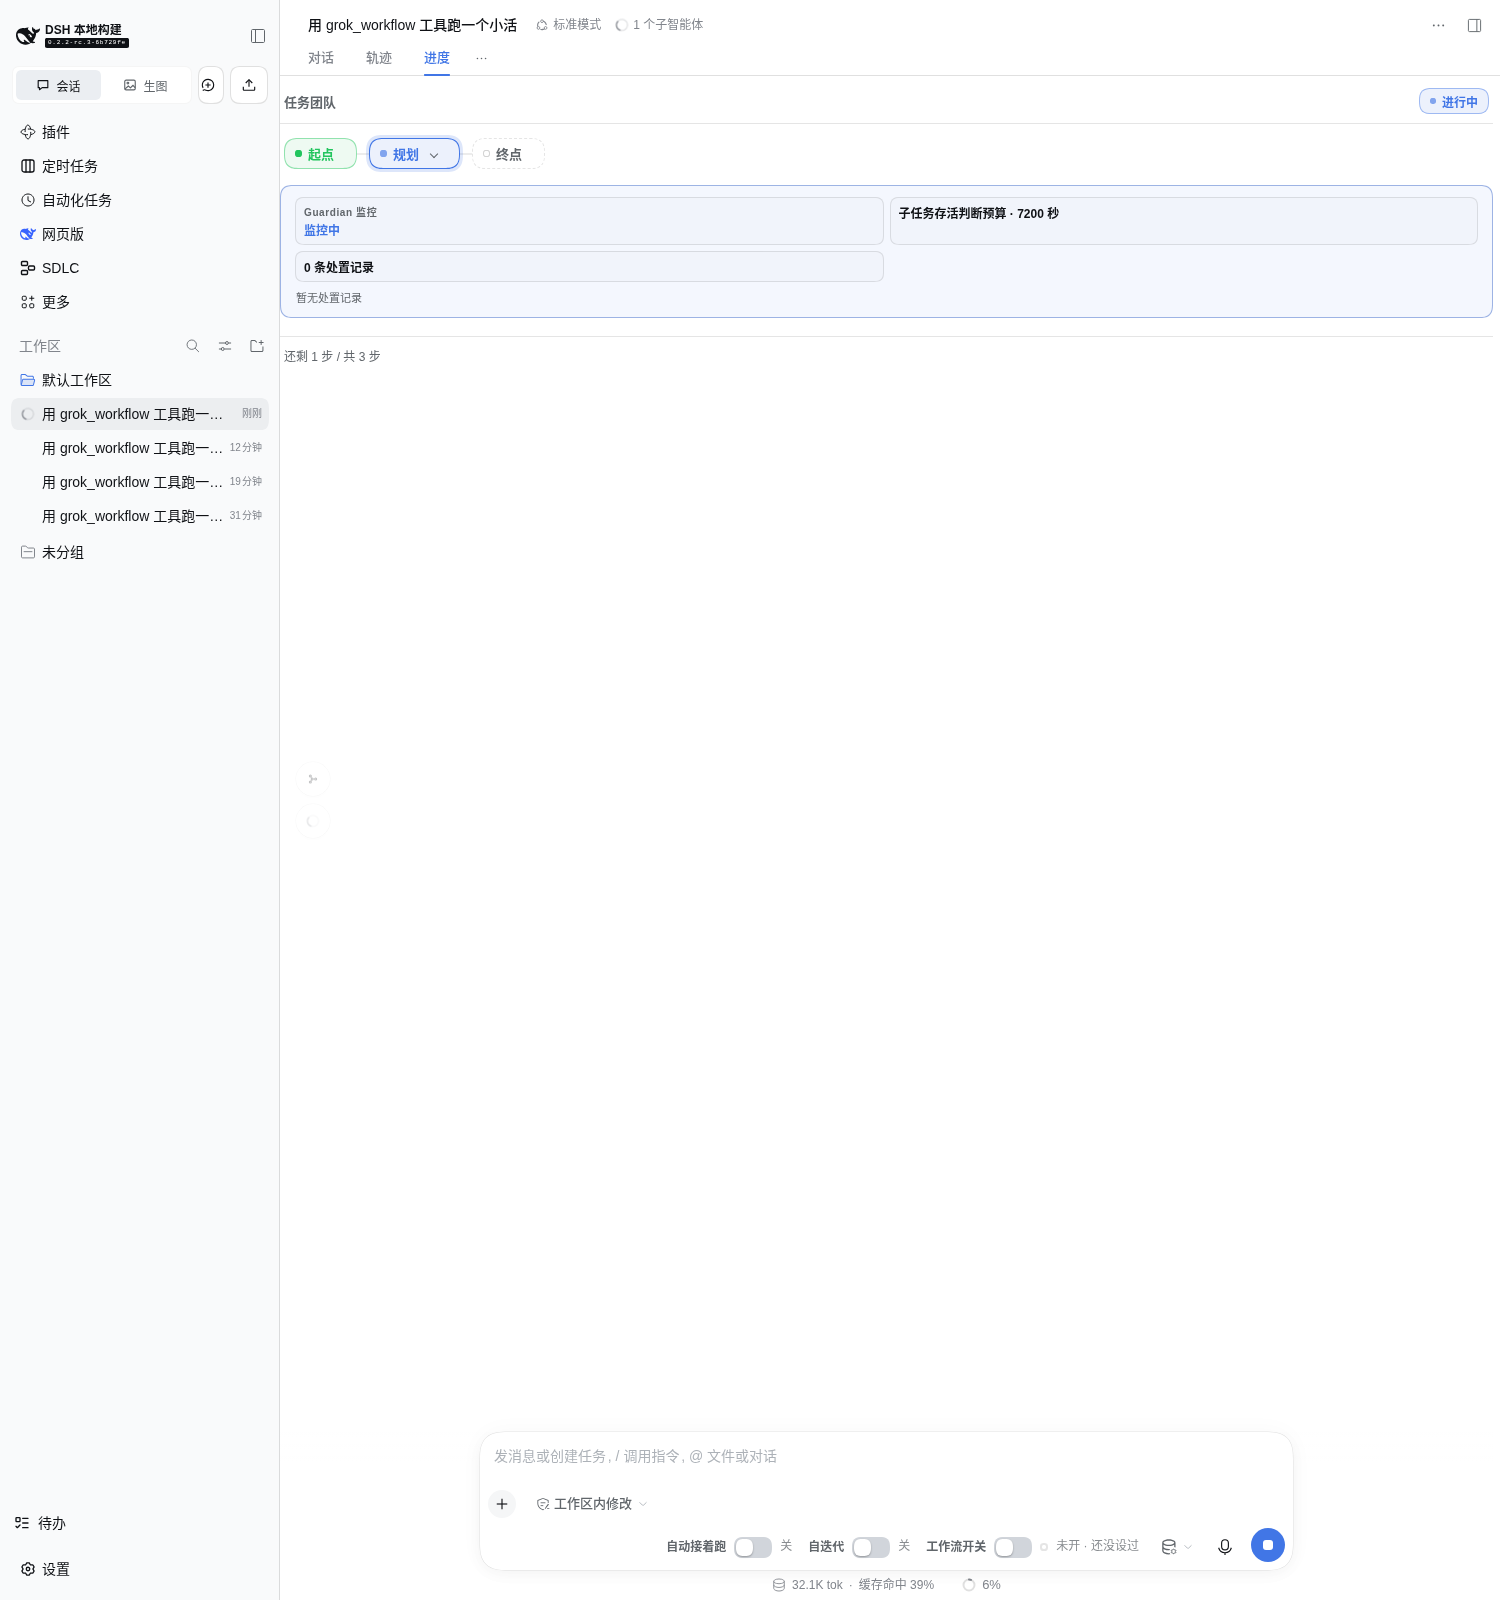 DSH 本地构建
0.2.2-rc.3-6b729fe
会话
生图
插件
定时任务
自动化任务
网页版
SDLC
更多
工作区
默认工作区
用 grok_workflow 工具跑一… 刚刚
用 grok_workflow 工具跑一… 12分钟
用 grok_workflow 工具跑一… 19分钟
用 grok_workflow 工具跑一… 31分钟
未分组
待办
设置
用 grok_workflow 工具跑一个小活 标准模式 1 个子智能体
对话 轨迹 进度 …
任务团队 进行中
起点 规划 终点
Guardian 监控
监控中
子任务存活判断预算 · 7200 秒
0 条处置记录
暂无处置记录
还剩 1 步 / 共 3 步
发消息或创建任务, / 调用指令, @ 文件或对话
工作区内修改
自动接着跑 关 自迭代 关 工作流开关 未开 · 还没设过
32.1K tok · 缓存命中 39% 6%